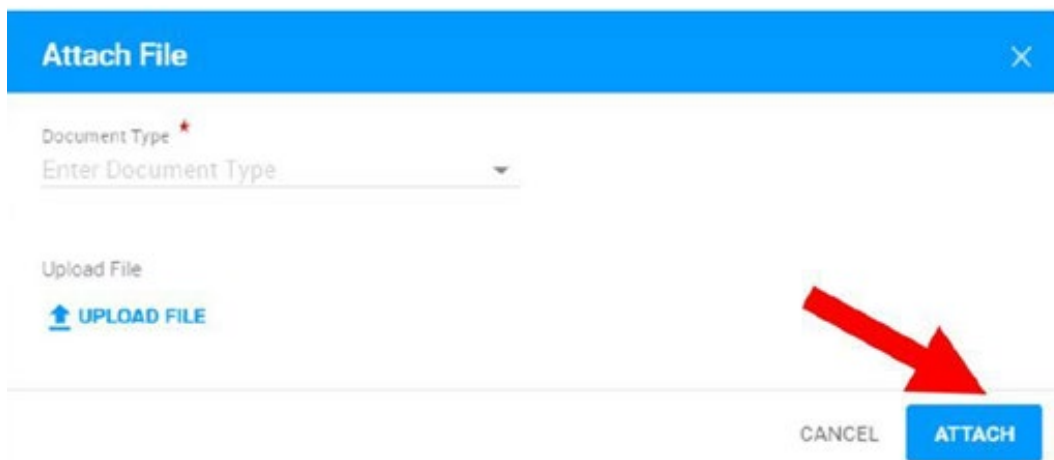 Attach File
Document Type *
Enter Document Type
Upload File
UPLOAD FILE
CANCEL
ATTACH